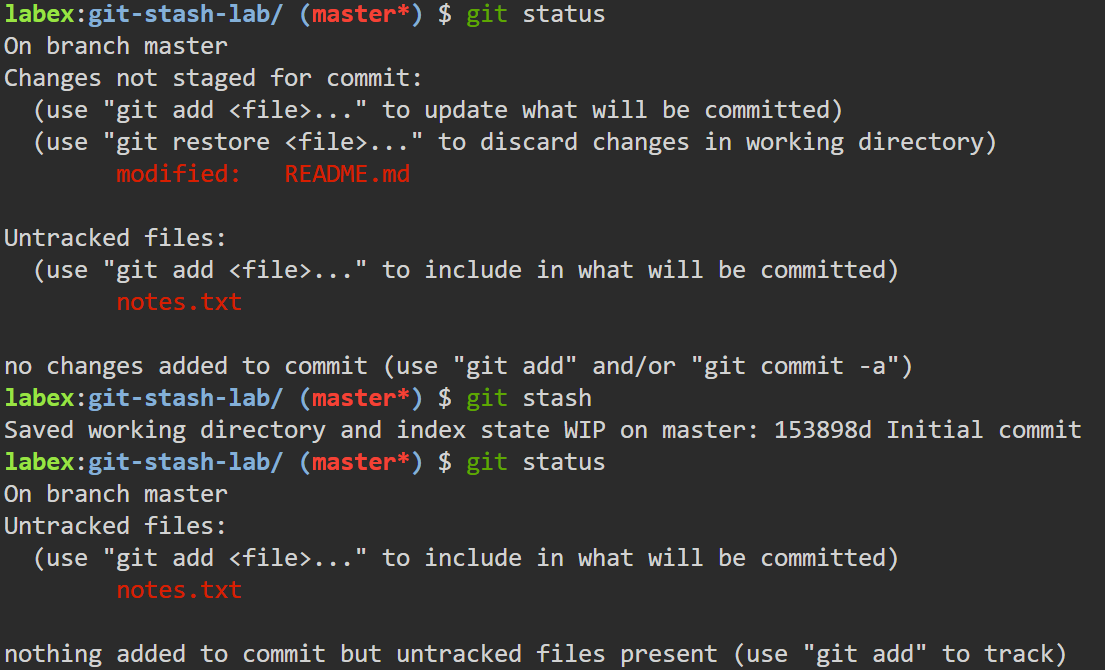 labex:git-stash-lab/ (master*) $ git status
On branch master
Changes not staged for commit:
  (use "git add <file>..." to update what will be committed)
  (use "git restore <file>..." to discard changes in working directory)
        modified:   README.md

Untracked files:
  (use "git add <file>..." to include in what will be committed)
        notes.txt

no changes added to commit (use "git add" and/or "git commit -a")
labex:git-stash-lab/ (master*) $ git stash
Saved working directory and index state WIP on master: 153898d Initial commit
labex:git-stash-lab/ (master*) $ git status
On branch master
Untracked files:
  (use "git add <file>..." to include in what will be committed)
        notes.txt

nothing added to commit but untracked files present (use "git add" to track)